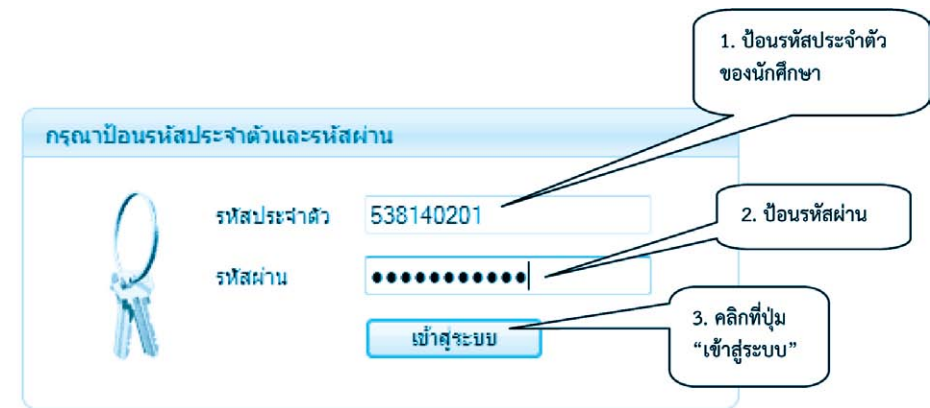 1. ป้อนรหัสประจำตัว
ของนักศึกษา
กรุณาป้อนรหัสประจำตัวและรหัสผ่าน
รหัสประจำตัว 538140201
2. ป้อนรหัสผ่าน
รหัสผ่าน ●●●●●●●●●●●
3. คลิกที่ปุ่ม
“เข้าสู่ระบบ”
เข้าสู่ระบบ